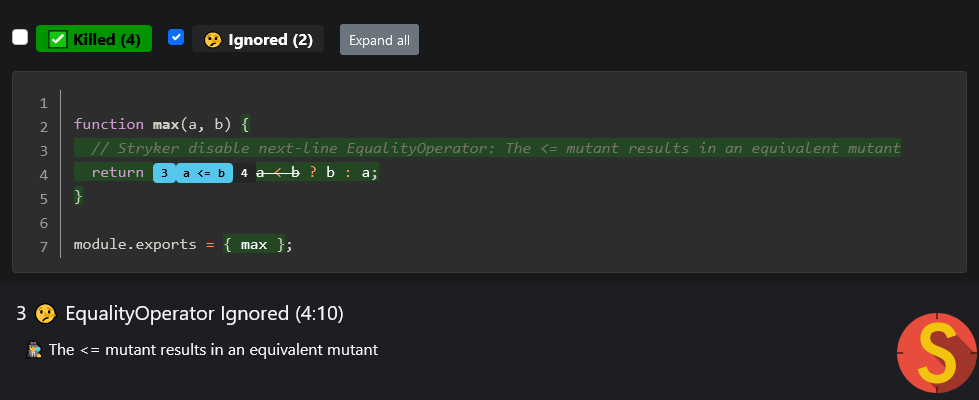 ✅ Killed (4) 🤔 Ignored (2) Expand all
1
2 function max(a, b) {
3 // Stryker disable next-line EqualityOperator: The <= mutant results in an equivalent mutant
4 return 3 a <= b 4 a < b ? b : a;
5 }
6
7 module.exports = { max };
3 🤔 EqualityOperator Ignored (4:10)
🕵️ The <= mutant results in an equivalent mutant
S